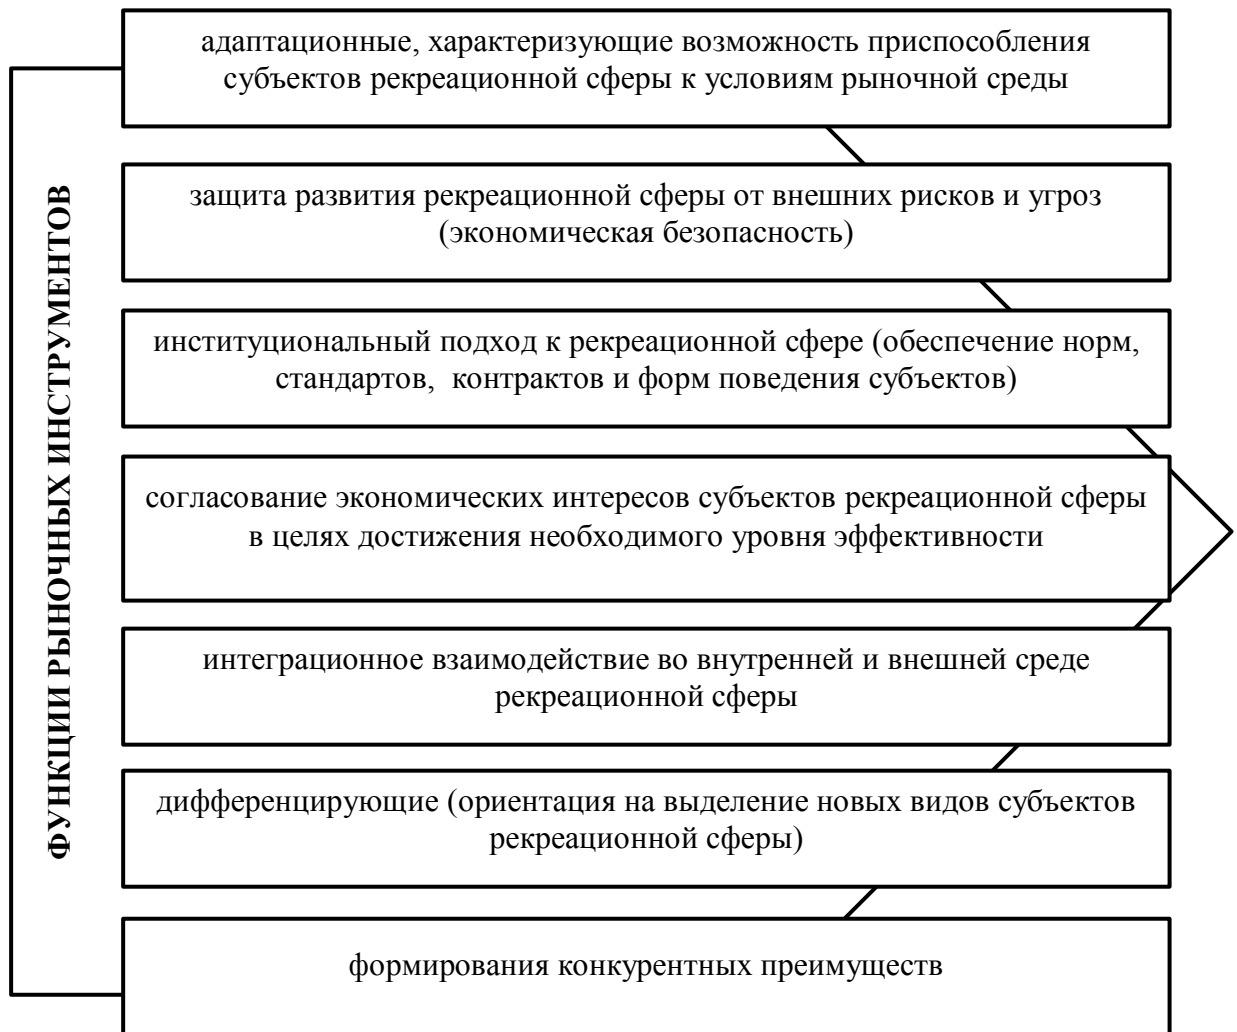 ФУНКЦИИ РЫНОЧНЫХ ИНСТРУМЕНТОВ
адаптационные, характеризующие возможность приспособления
субъектов рекреационной сферы к условиям рыночной среды
защита развития рекреационной сферы от внешних рисков и угроз
(экономическая безопасность)
институциональный подход к рекреационной сфере (обеспечение норм,
стандартов, контрактов и форм поведения субъектов)
согласование экономических интересов субъектов рекреационной сферы
в целях достижения необходимого уровня эффективности
интеграционное взаимодействие во внутренней и внешней среде
рекреационной сферы
дифференцирующие (ориентация на выделение новых видов субъектов
рекреационной сферы)
формирования конкурентных преимуществ